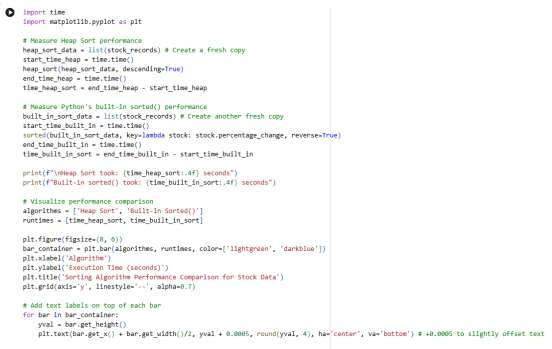 import time
import matplotlib.pyplot as plt

# Measure Heap Sort performance
heap_sort_data = list(stock_records) # Create a fresh copy
start_time_heap = time.time()
heap_sort(heap_sort_data, descending=True)
end_time_heap = time.time()
time_heap_sort = end_time_heap - start_time_heap

# Measure Python's built-in sorted() performance
built_in_sort_data = list(stock_records) # Create another fresh copy
start_time_built_in = time.time()
sorted(built_in_sort_data, key=lambda stock: stock.percentage_change, reverse=True)
end_time_built_in = time.time()
time_built_in_sort = end_time_built_in - start_time_built_in

print(f"\nHeap Sort took: {time_heap_sort:.4f} seconds")
print(f"Built-in sorted() took: {time_built_in_sort:.4f} seconds")

# Visualize performance comparison
algorithms = ['Heap Sort', 'Built-in Sorted()']
runtimes = [time_heap_sort, time_built_in_sort]

plt.figure(figsize=(8, 6))
bar_container = plt.bar(algorithms, runtimes, color=['lightgreen', 'darkblue'])
plt.xlabel('Algorithm')
plt.ylabel('Execution Time (seconds)')
plt.title('Sorting Algorithm Performance Comparison for Stock Data')
plt.grid(axis='y', linestyle='--', alpha=0.7)

# Add text labels on top of each bar
for bar in bar_container:
    yval = bar.get_height()
    plt.text(bar.get_x() + bar.get_width()/2, yval + 0.0005, round(yval, 4), ha='center', va='bottom') # +0.0005 to slightly offset text